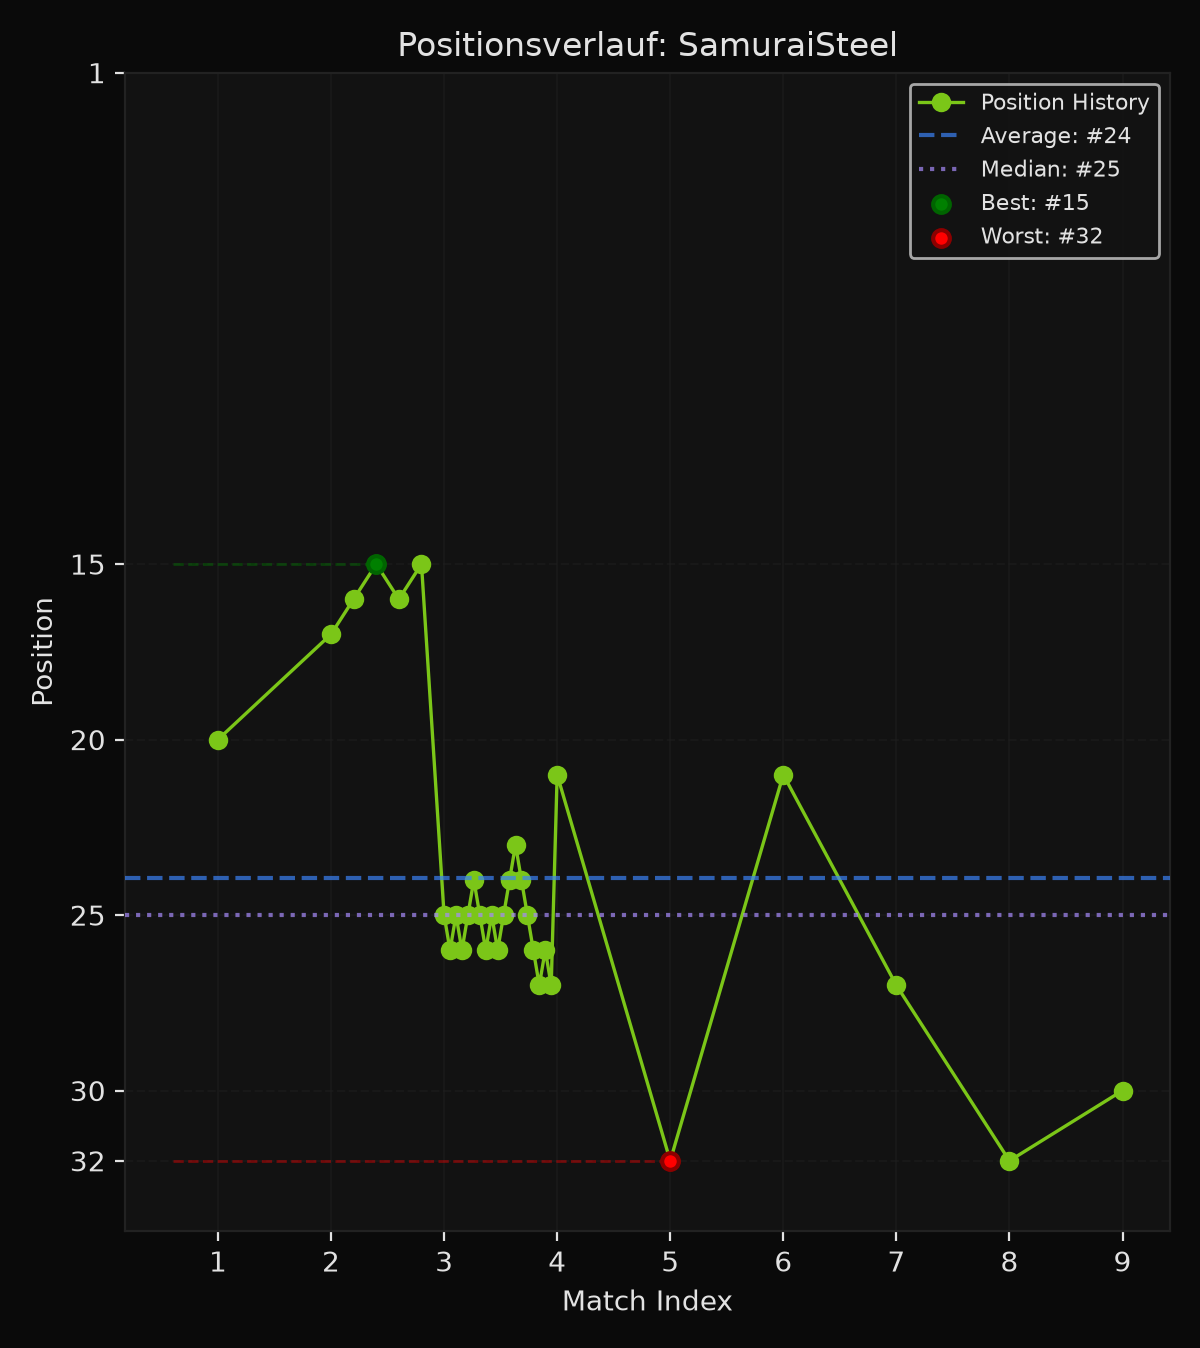 Positionsverlauf: SamuraiSteel
Position History
Average: #24
Median: #25
Best: #15
Worst: #32
Position
1
15
20
25
30
32
1 2 3 4 5 6 7 8 9
Match Index